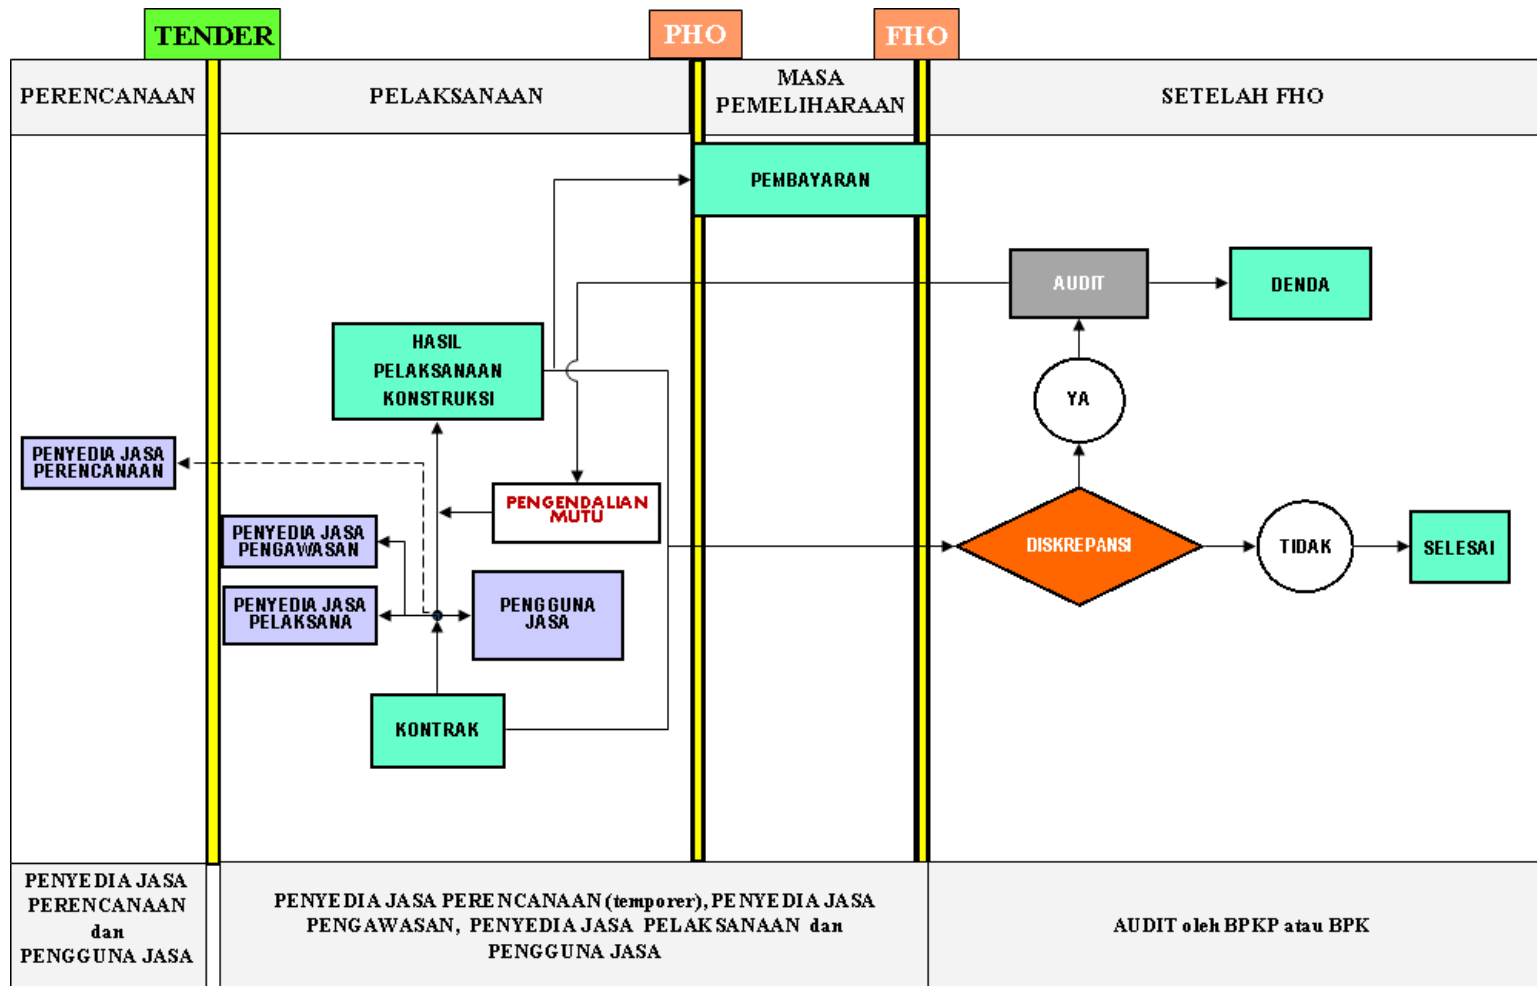 TENDER
PHO
FHO
PERENCANAAN
PELAKSANAAN
MASA
PEMELIHARAAN
SETELAH FHO
PEMBAYARAN
AUDIT
DENDA
HASIL
PELAKSANAAN
KONSTRUKSI
YA
PENYEDIA JASA
PERENCANAAN
PENGENDALIAN
MUTU
PENYEDIA JASA
PENGAWASAN
DISKREPANSI
TIDAK
SELESAI
PENYEDIA JASA
PELAKSANA
PENGGUNA
JASA
KONTRAK
PENYEDIA JASA
PERENCANAAN
dan
PENGGUNA JASA
PENYEDIA JASA PERENCANAAN (temporer), PENYEDIA JASA
PENGAWASAN, PENYEDIA JASA PELAKSANAAN dan
PENGGUNA JASA
AUDIT oleh BPKP atau BPK